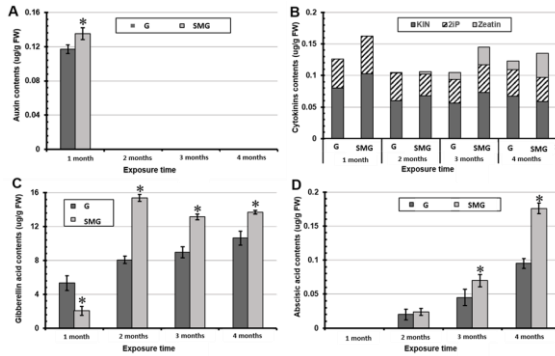 A
G SMG
Auxin contents (ug/g FW)
0.16
0.12
0.08
0.04
0
*
1 month 2 months 3 months 4 months
Exposure time
B
KIN 2iP Zeatin
Cytokinins contents (ug/g FW)
0.2
0.15
0.1
0.05
0
G SMG G SMG G SMG G SMG
1 month 2 months 3 months 4 months
Exposure time
C
G
SMG
Gibberellin acid contents (ug/g FW)
16
12
8
4
0
* * * *
1 month 2 months 3 months 4 months
Exposure time
D
G SMG
Abscisic acid contents (ug/g FW)
0.2
0.15
0.1
0.05
0
* *
1 month 2 months 3 months 4 months
Exposure time